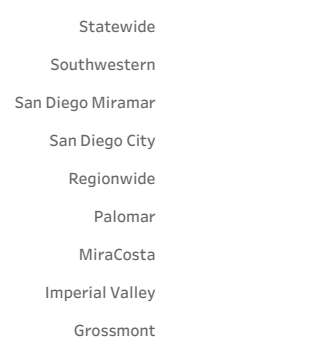 Statewide
Southwestern
San Diego Miramar
San Diego City
Regionwide
Palomar
MiraCosta
Imperial Valley
Grossmont